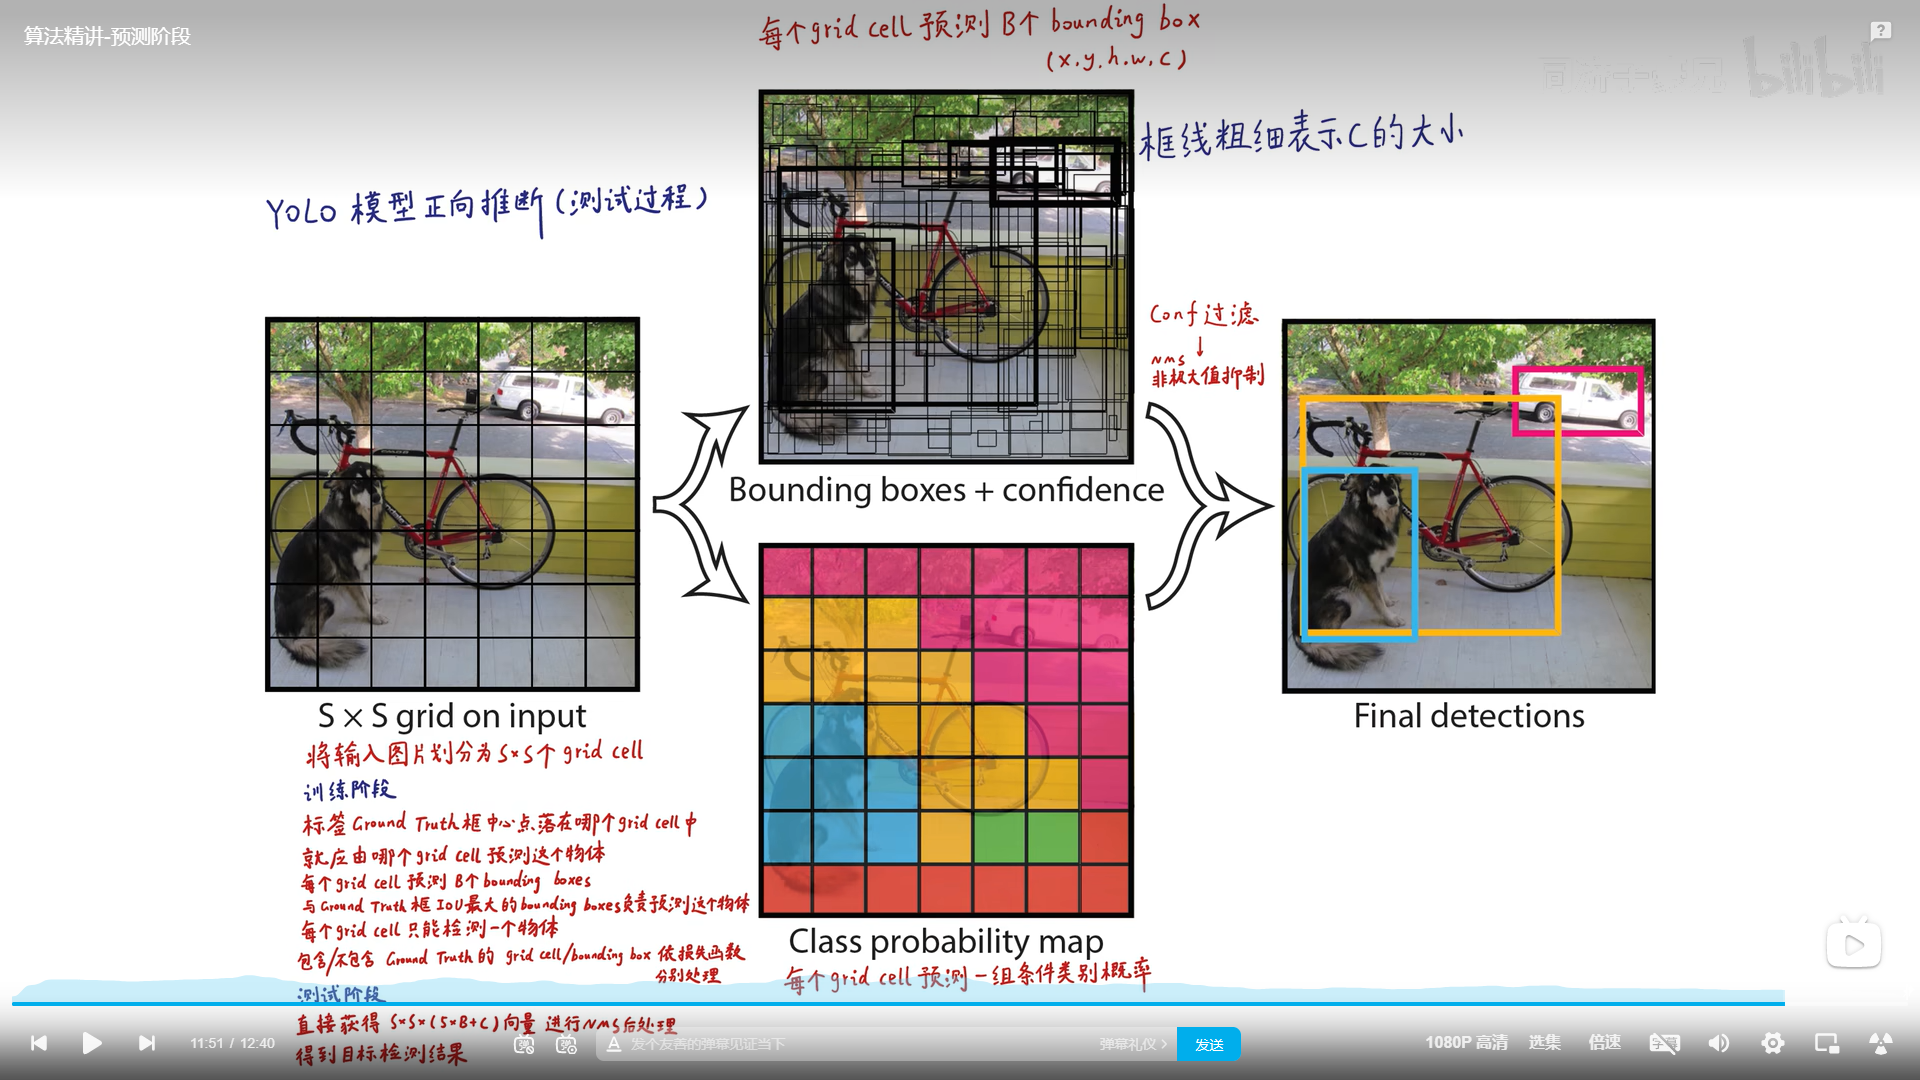 算法精讲-预测阶段
每个grid cell 预测 B个 bounding box
(x.y.h.w.c)
bilibili
框线粗细表示C的大小
YOLO 模型正向推断(测试过程)
Conf过滤
↓
NMS
非极大值抑制
Bounding boxes + confidence
S × S grid on input
Final detections
将输入图片划分为S×S个 grid cell
训练阶段
标签 Ground Truth 框中心点落在哪个grid cell中
就应由哪个grid cell 预测这个物体
每个grid cell 预测 B个bounding boxes
与Ground Truth 框 IOU最大的bounding boxes负责预测这个物体
每个grid cell 只能检测一个物体
包含/不包含 Ground Truth 的 grid cell/bounding box 依损失函数
分别处理
Class probability map
每个grid cell 预测一组条件类别概率
测试阶段
直接获得 S×S×(5×B+C)向量 进行NMS后处理
得到目标检测结果
11:51 / 12:40
发个友善的弹幕见证当下
弹幕礼仪
发送
1080P 高清
选集
倍速